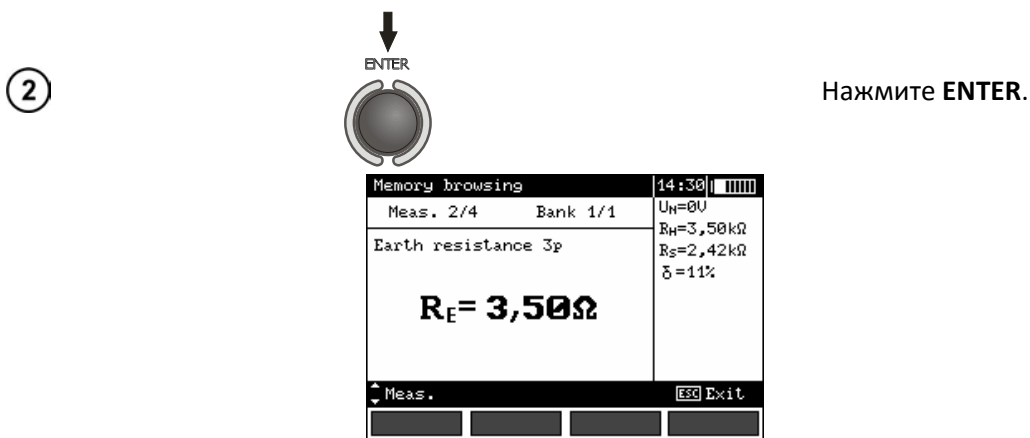 ENTER
2
Нажмите ENTER.
Memory browsing 14:30
Meas. 2/4 Bank 1/1
Earth resistance 3p
RE= 3,50Ω
UN=0V
RH=3,50kΩ
RS=2,42kΩ
δ=11%
Meas. ESC Exit